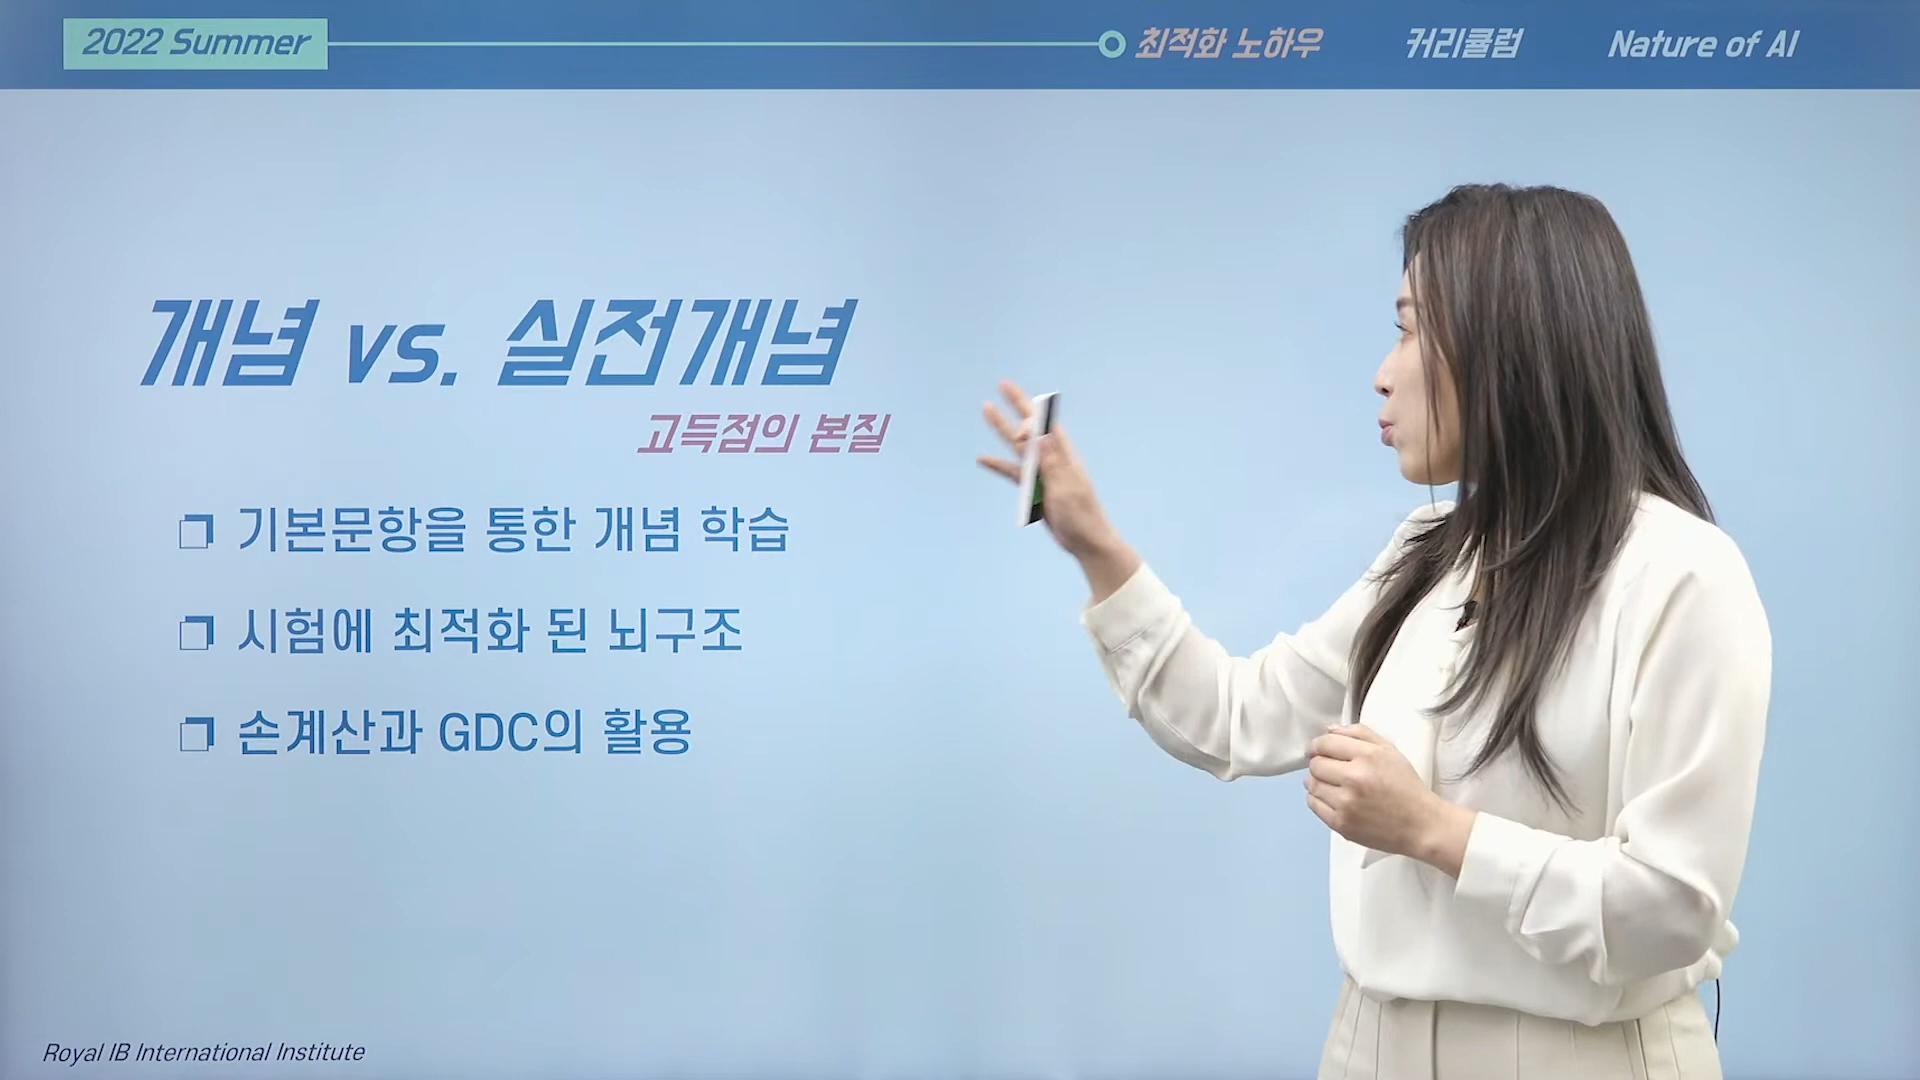 2022 Summer
최적화 노하우
커리큘럼
Nature of AI
개념 vs. 실전개념
고득점의 본질
❐ 기본문항을 통한 개념 학습
❐ 시험에 최적화 된 뇌구조
❐ 손계산과 GDC의 활용
Royal IB International Institute